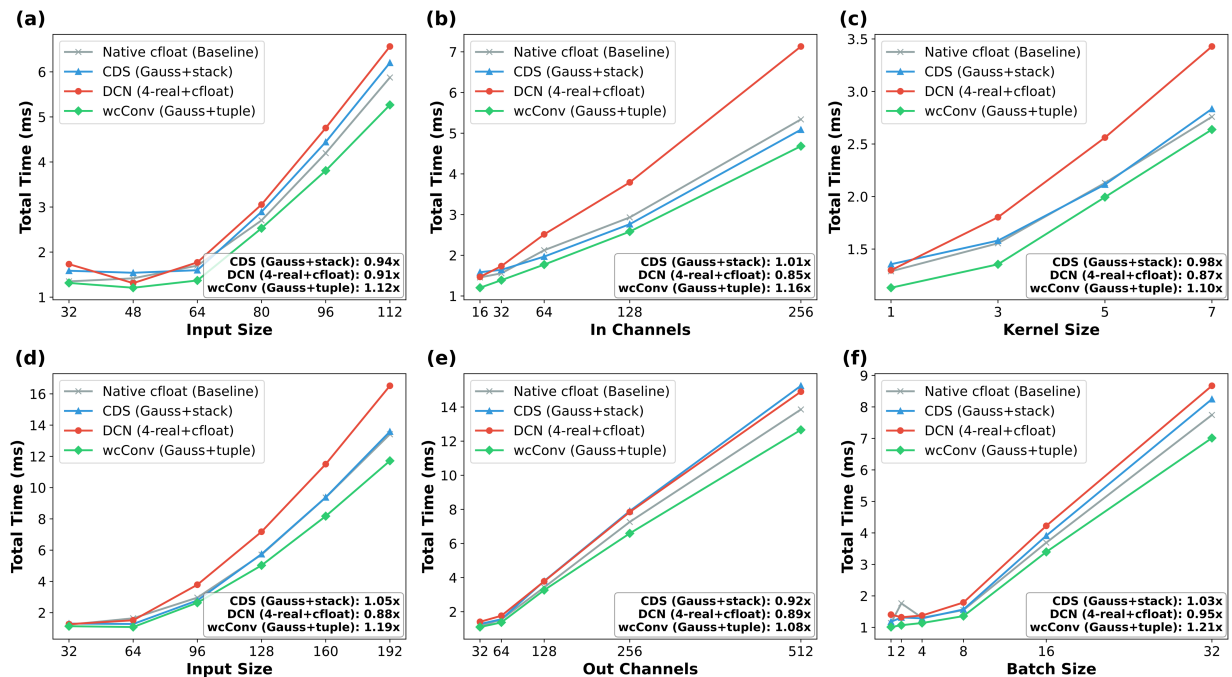 (a)
Native cfloat (Baseline)
CDS (Gauss+stack)
DCN (4-real+cfloat)
wcConv (Gauss+tuple)
Total Time (ms)
6
5
4
3
2
1
CDS (Gauss+stack): 0.94x
DCN (4-real+cfloat): 0.91x
wcConv (Gauss+tuple): 1.12x
32 48 64 80 96 112
Input Size
(b)
Native cfloat (Baseline)
CDS (Gauss+stack)
DCN (4-real+cfloat)
wcConv (Gauss+tuple)
Total Time (ms)
7
6
5
4
3
2
1
CDS (Gauss+stack): 1.01x
DCN (4-real+cfloat): 0.85x
wcConv (Gauss+tuple): 1.16x
16 32 64 128 256
In Channels
(c)
Native cfloat (Baseline)
CDS (Gauss+stack)
DCN (4-real+cfloat)
wcConv (Gauss+tuple)
Total Time (ms)
3.5
3.0
2.5
2.0
1.5
CDS (Gauss+stack): 0.98x
DCN (4-real+cfloat): 0.87x
wcConv (Gauss+tuple): 1.10x
1 3 5 7
Kernel Size
(d)
Native cfloat (Baseline)
CDS (Gauss+stack)
DCN (4-real+cfloat)
wcConv (Gauss+tuple)
Total Time (ms)
16
14
12
10
8
6
4
2
CDS (Gauss+stack): 1.05x
DCN (4-real+cfloat): 0.88x
wcConv (Gauss+tuple): 1.19x
32 64 96 128 160 192
Input Size
(e)
Native cfloat (Baseline)
CDS (Gauss+stack)
DCN (4-real+cfloat)
wcConv (Gauss+tuple)
Total Time (ms)
14
12
10
8
6
4
2
CDS (Gauss+stack): 0.92x
DCN (4-real+cfloat): 0.89x
wcConv (Gauss+tuple): 1.08x
32 64 128 256 512
Out Channels
(f)
Native cfloat (Baseline)
CDS (Gauss+stack)
DCN (4-real+cfloat)
wcConv (Gauss+tuple)
Total Time (ms)
9
8
7
6
5
4
3
2
1
CDS (Gauss+stack): 1.03x
DCN (4-real+cfloat): 0.95x
wcConv (Gauss+tuple): 1.21x
1 2 4 8 16 32
Batch Size